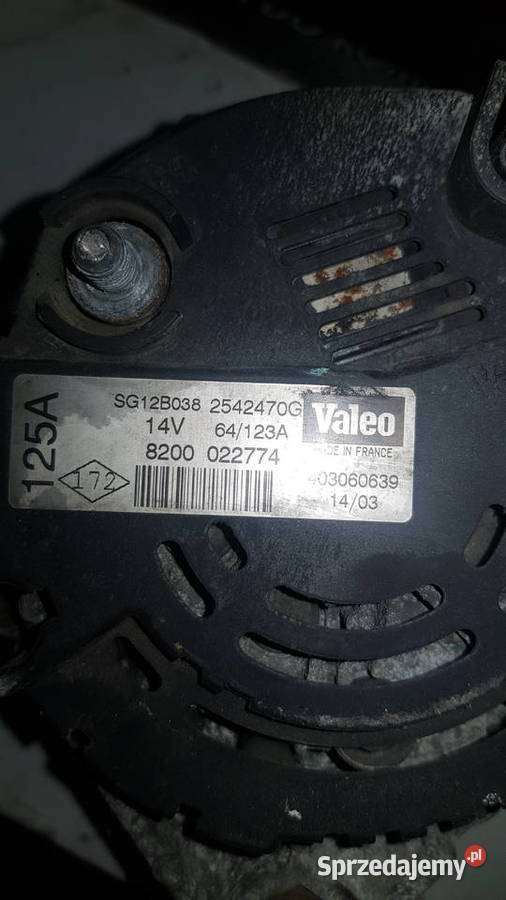 125A
172
SG12B038 2542470G
14V 64/123A
8200 022774
Valeo
MADE IN FRANCE
403060639
14/03
Sprzedajemy.pl